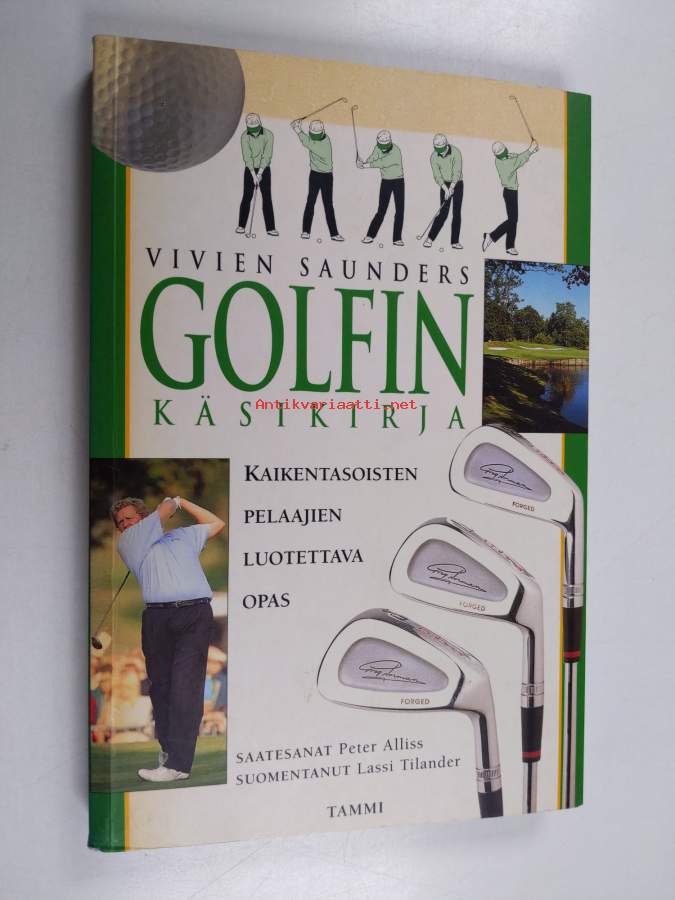 VIVIEN SAUNDERS
GOLFIN
KÄSIKIRJA
Antikvariaatti.net
KAIKENTASOISTEN
PELAAJIEN
LUOTETTAVA
OPAS
FORGED
FORGED
FORGED
SAATESANAT Peter Alliss
SUOMENTANUT Lassi Tilander
TAMMI